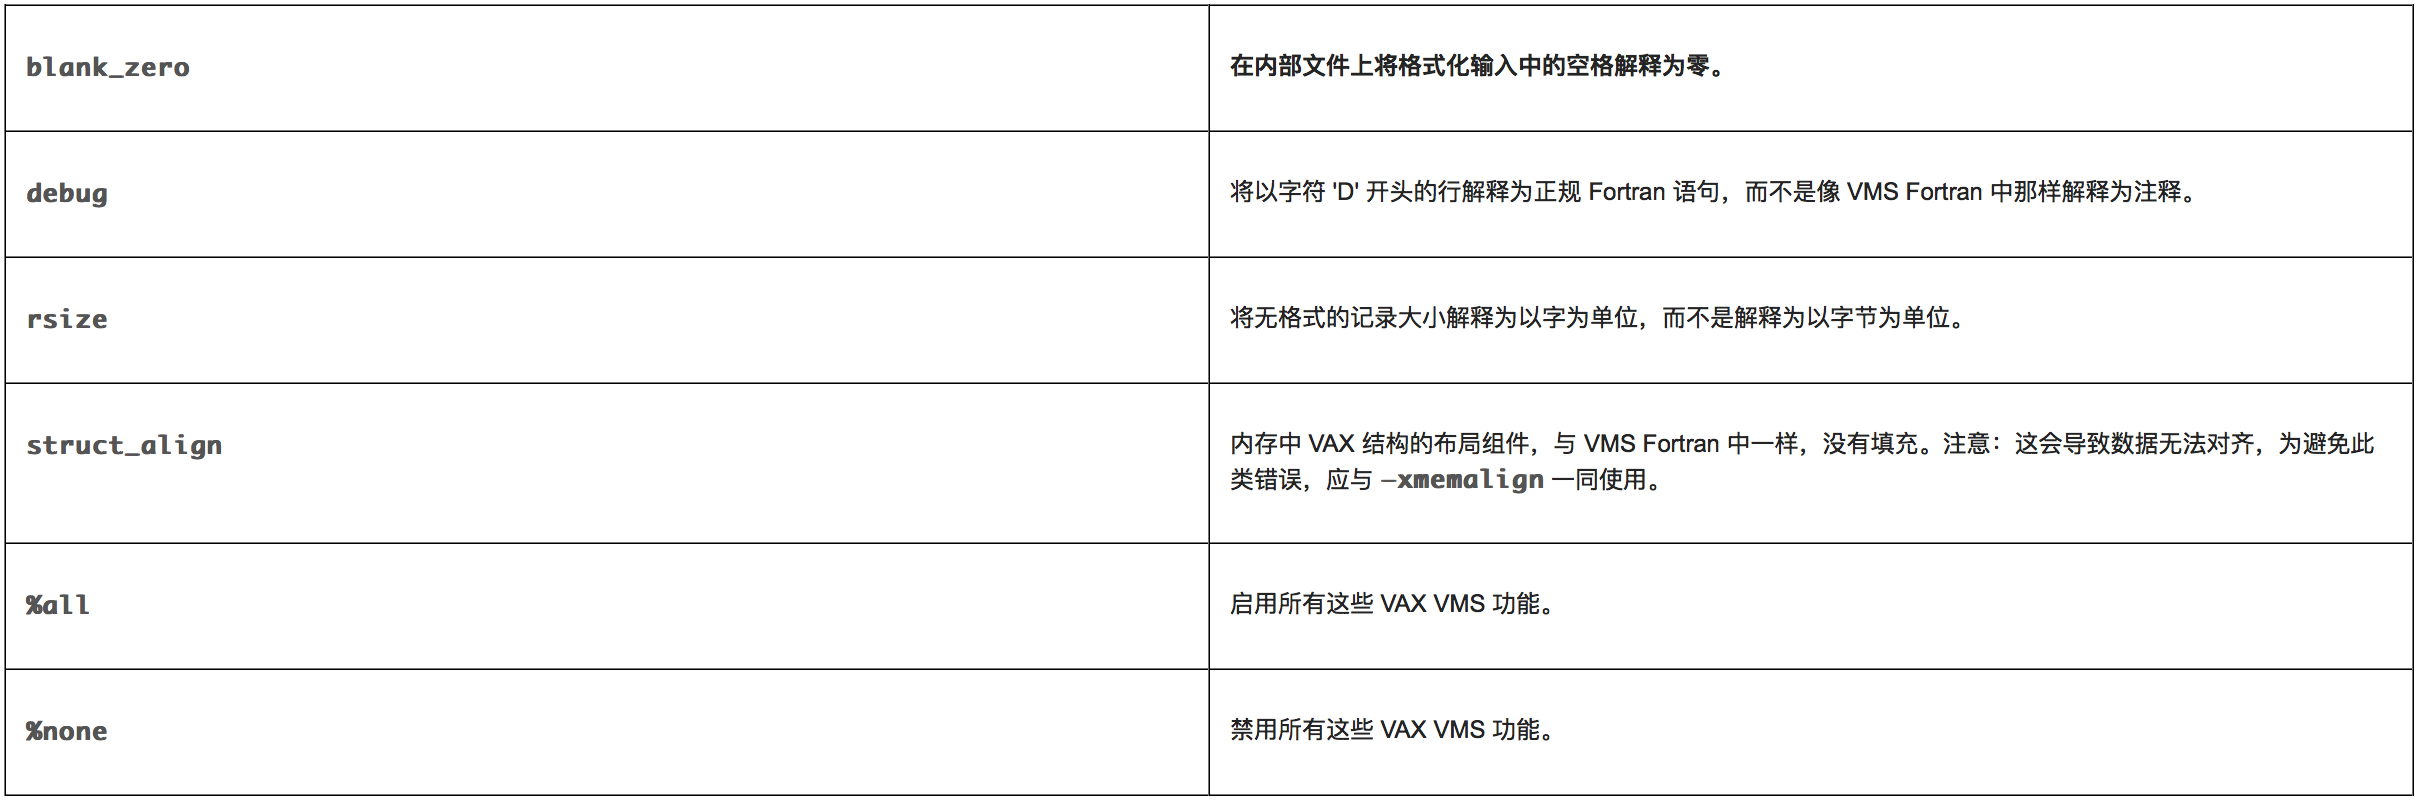 blank_zero
在内部文件上将格式化输入中的空格解释为零。
debug
将以字符 'D' 开头的行解释为正规 Fortran 语句，而不是像 VMS Fortran 中那样解释为注释。
rsize
将无格式的记录大小解释为以字为单位，而不是解释为以字节为单位。
struct_align
内存中 VAX 结构的布局组件，与 VMS Fortran 中一样，没有填充。注意：这会导致数据无法对齐，为避免此
类错误，应与 –xmemalign 一同使用。
%all
启用所有这些 VAX VMS 功能。
%none
禁用所有这些 VAX VMS 功能。